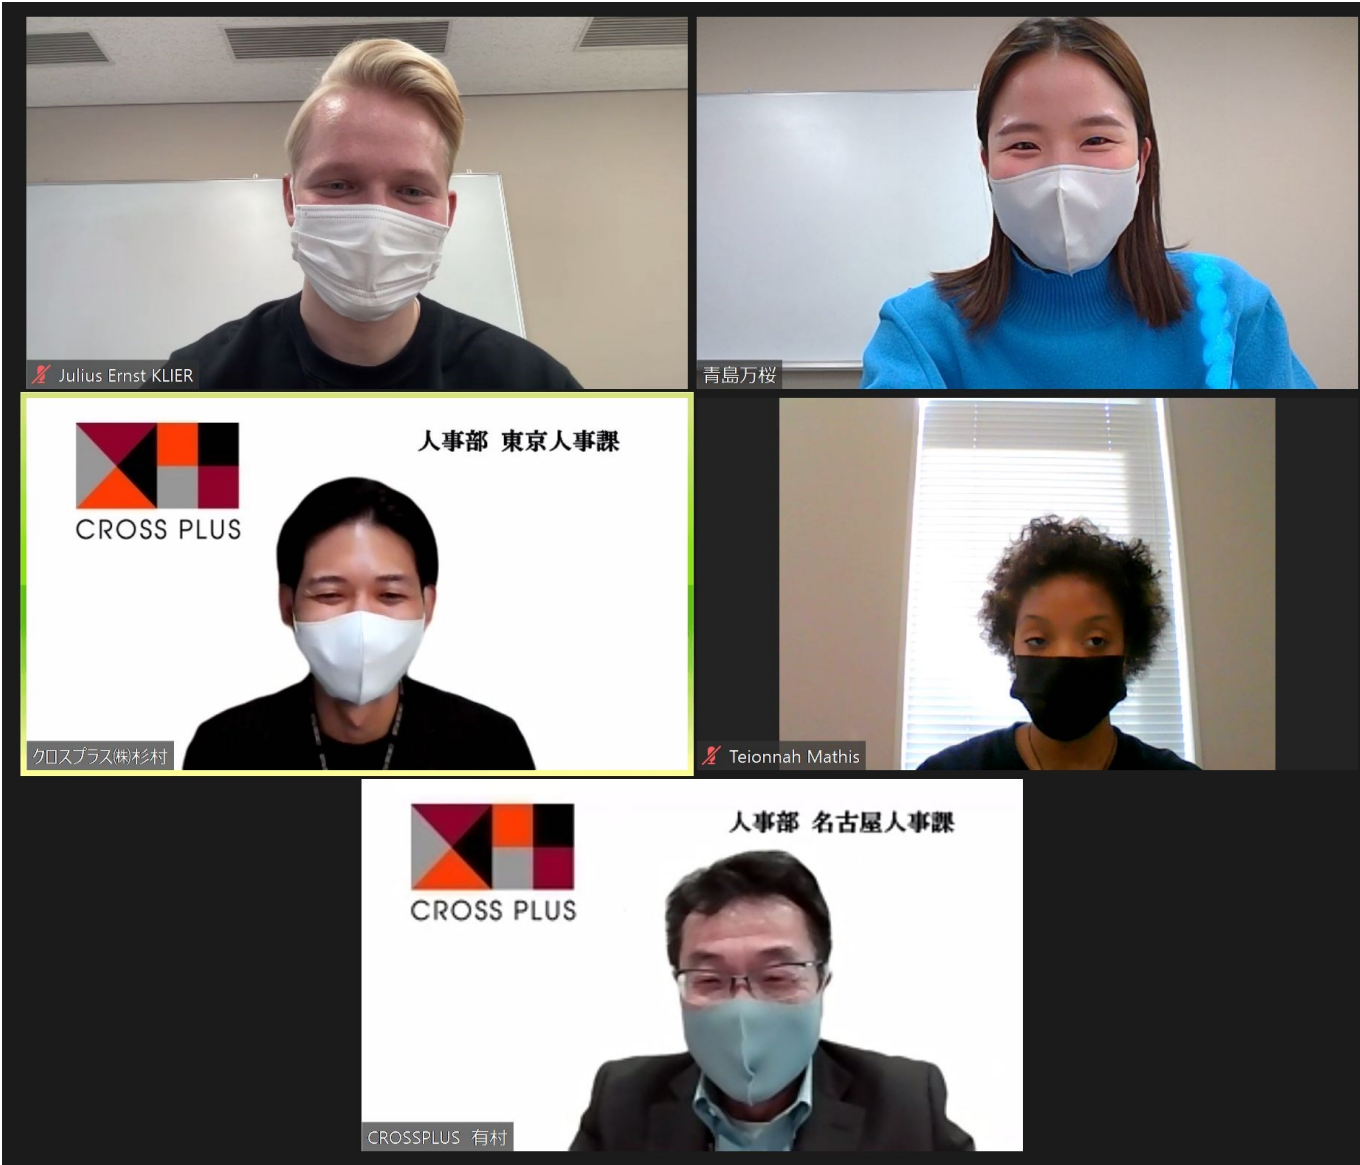 Julius Ernst KLIER
青島万桜
CROSS PLUS
人事部 東京人事課
クロスプラス㈱杉村
Teionnah Mathis
CROSS PLUS
人事部 名古屋人事課
CROSSPLUS 有村